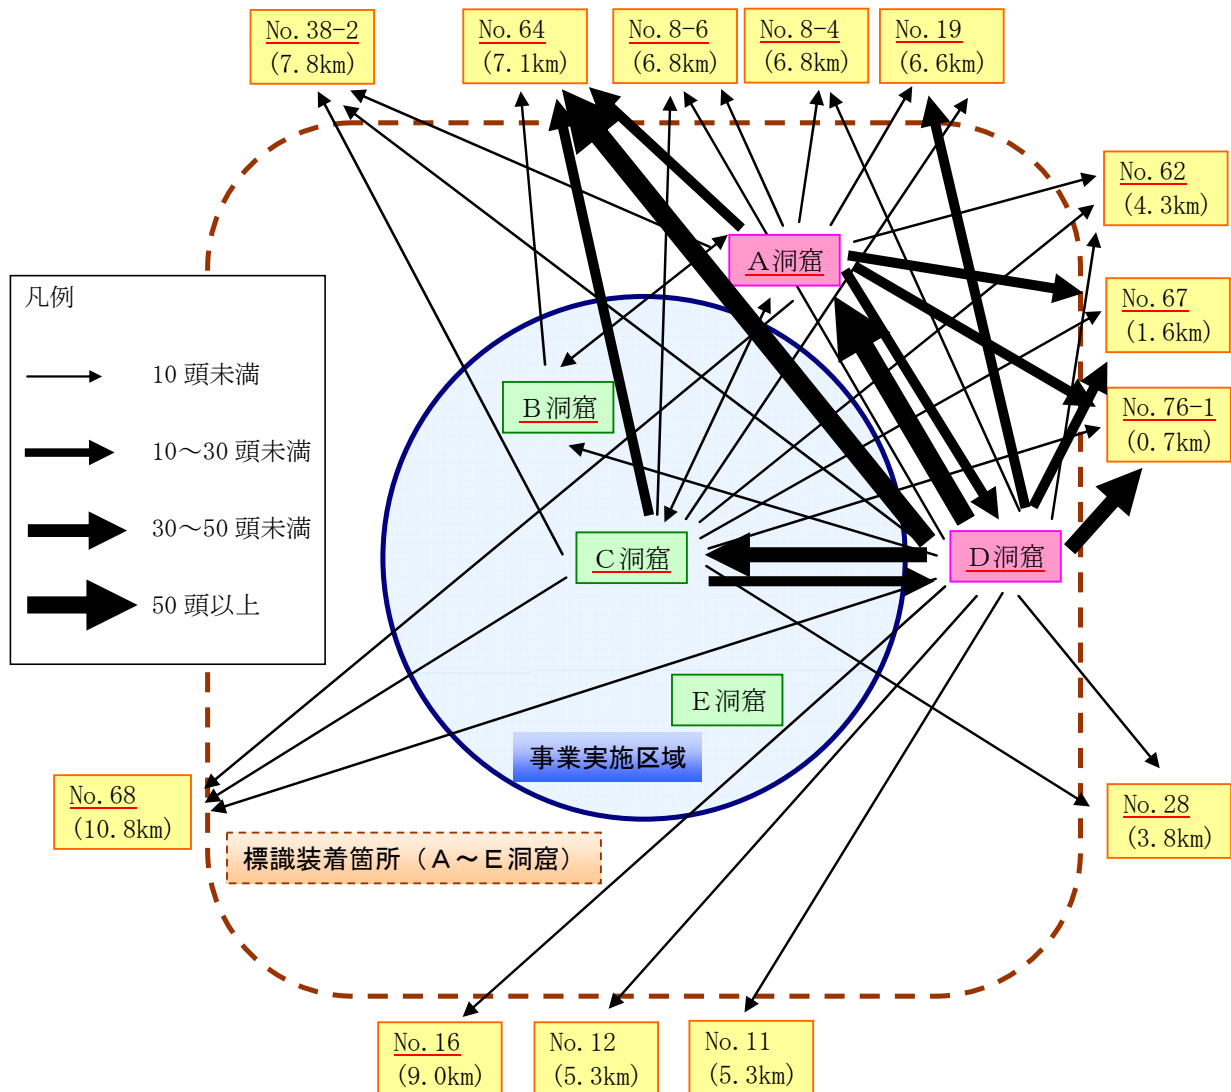 No.38-2
(7.8km)
No.64
(7.1km)
No.8-6
(6.8km)
No.8-4
(6.8km)
No.19
(6.6km)
No.62
(4.3km)
No.67
(1.6km)
No.76-1
(0.7km)
凡例
10 頭未満
10～30 頭未満
30～50 頭未満
50 頭以上
Ａ洞窟
Ｂ洞窟
Ｃ洞窟
Ｄ洞窟
Ｅ洞窟
事業実施区域
No.68
(10.8km)
標識装着箇所（Ａ～Ｅ洞窟）
No.28
(3.8km)
No.16
(9.0km)
No.12
(5.3km)
No.11
(5.3km)